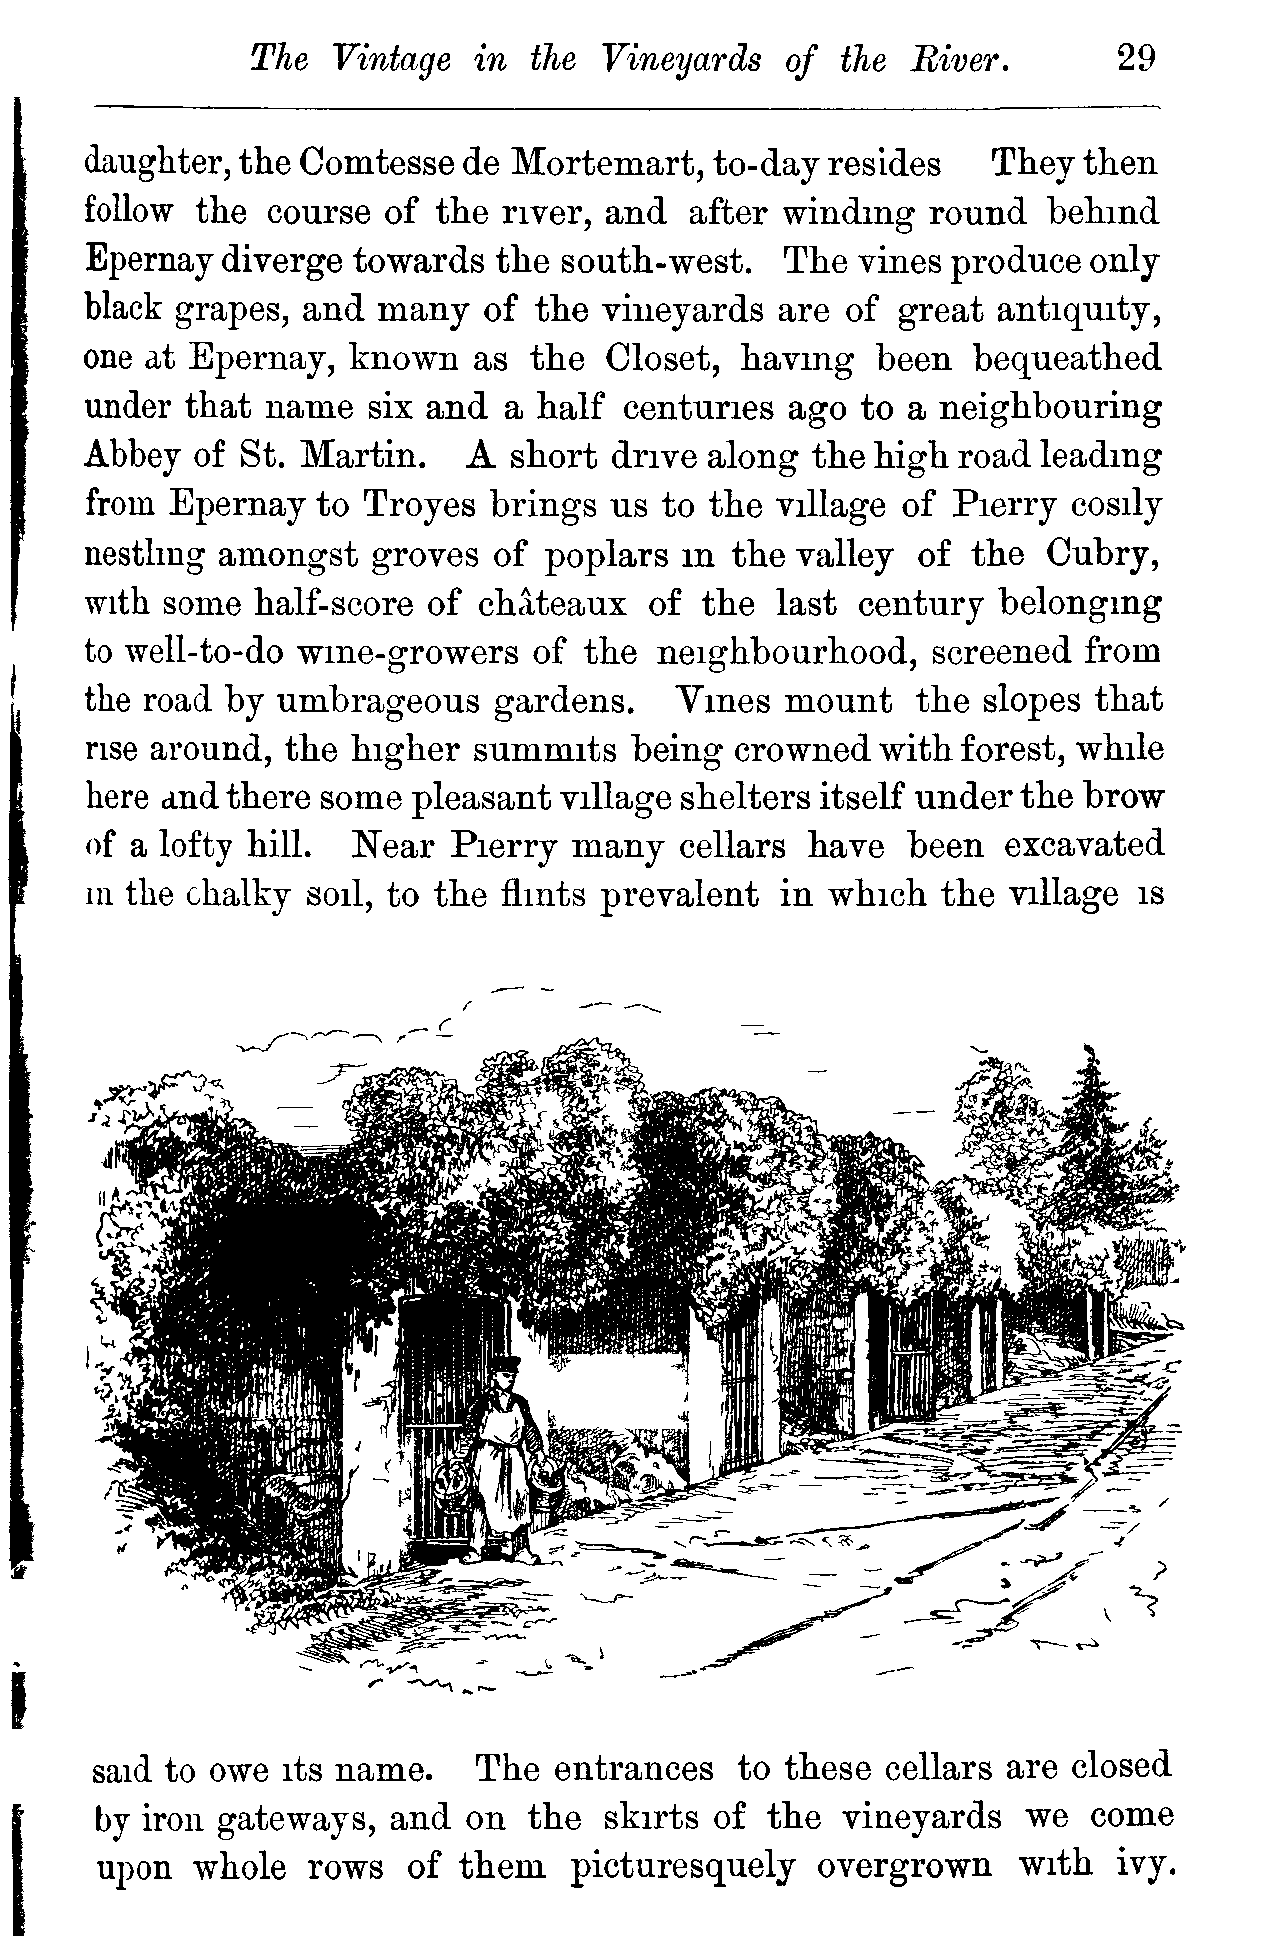 The Vintage in the Vineyards of the River. 29
daughter, the Comtesse de Mortemart, to-day resides They then
follow the course of the river, and after winding round behind
Epernay diverge towards the south-west. The vines produce only
black grapes, and many of the vineyards are of great antiquity,
one at Epernay, known as the Closet, having been bequeathed
under that name six and a half centuries ago to a neighbouring
Abbey of St. Martin. A short drive along the high road leading
from Epernay to Troyes brings us to the village of Pierry cosily
nestling amongst groves of poplars in the valley of the Cubry,
with some half-score of châteaux of the last century belonging
to well-to-do wine-growers of the neighbourhood, screened from
the road by umbrageous gardens. Vines mount the slopes that
rise around, the higher summits being crowned with forest, while
here and there some pleasant village shelters itself under the brow
of a lofty hill. Near Pierry many cellars have been excavated
in the chalky soil, to the flints prevalent in which the village is
said to owe its name. The entrances to these cellars are closed
by iron gateways, and on the skirts of the vineyards we come
upon whole rows of them picturesquely overgrown with ivy.